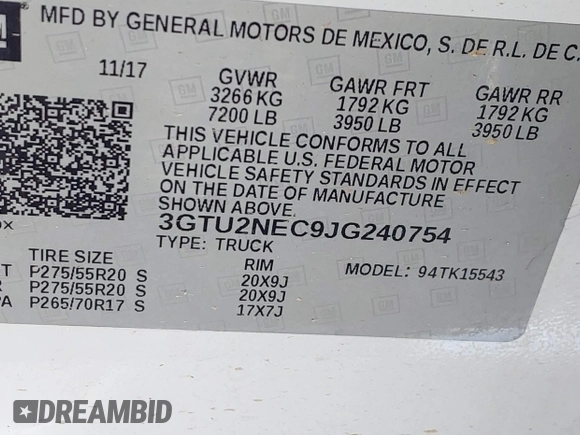 GM MFD BY GENERAL MOTORS DE MEXICO, S. DE R.L. DE C.
11/17 GVWR GAWR FRT GAWR RR
3266 KG 1792 KG 1792 KG
7200 LB 3950 LB 3950 LB
THIS VEHICLE CONFORMS TO ALL
APPLICABLE U.S. FEDERAL MOTOR
VEHICLE SAFETY STANDARDS IN EFFECT
ON THE DATE OF MANUFACTURE
SHOWN ABOVE.
3GTU2NEC9JG240754
TYPE: TRUCK
TIRE SIZE RIM MODEL: 94TK15543
T P275/55R20 S 20X9J
R P275/55R20 S 20X9J
PA P265/70R17 S 17X7J
DREAMBID